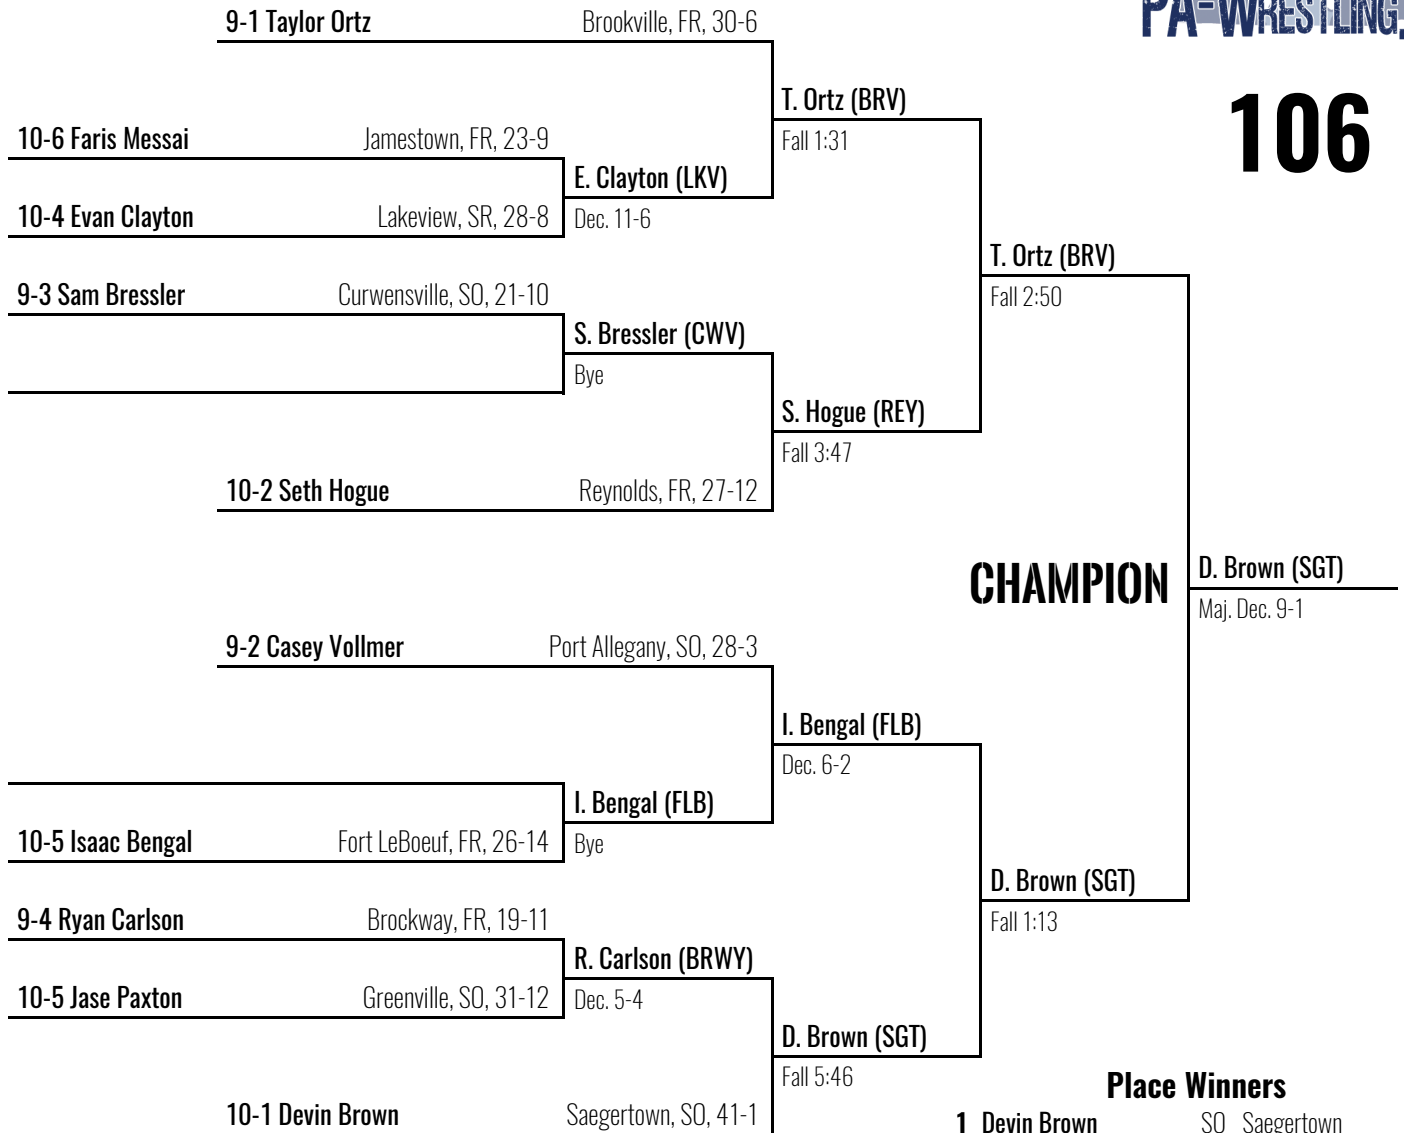 9-1 Taylor Ortz Brookville, FR, 30-6
PA-WRESTLING.
T. Ortz (BRV)
106
10-6 Faris Messai Jamestown, FR, 23-9
Fall 1:31
E. Clayton (LKV)
10-4 Evan Clayton Lakeview, SR, 28-8
Dec. 11-6
T. Ortz (BRV)
9-3 Sam Bressler Curwensville, SO, 21-10
Fall 2:50
S. Bressler (CWV)
Bye
S. Hogue (REY)
Fall 3:47
10-2 Seth Hogue Reynolds, FR, 27-12
CHAMPION
D. Brown (SGT)
Maj. Dec. 9-1
9-2 Casey Vollmer Port Allegany, SO, 28-3
I. Bengal (FLB)
Dec. 6-2
I. Bengal (FLB)
10-5 Isaac Bengal Fort LeBoeuf, FR, 26-14
Bye
D. Brown (SGT)
9-4 Ryan Carlson Brockway, FR, 19-11
Fall 1:13
R. Carlson (BRWY)
10-5 Jase Paxton Greenville, SO, 31-12
Dec. 5-4
D. Brown (SGT)
Fall 5:46
Place Winners
10-1 Devin Brown Saegertown, SO, 41-1
1 Devin Brown SO Saegertown